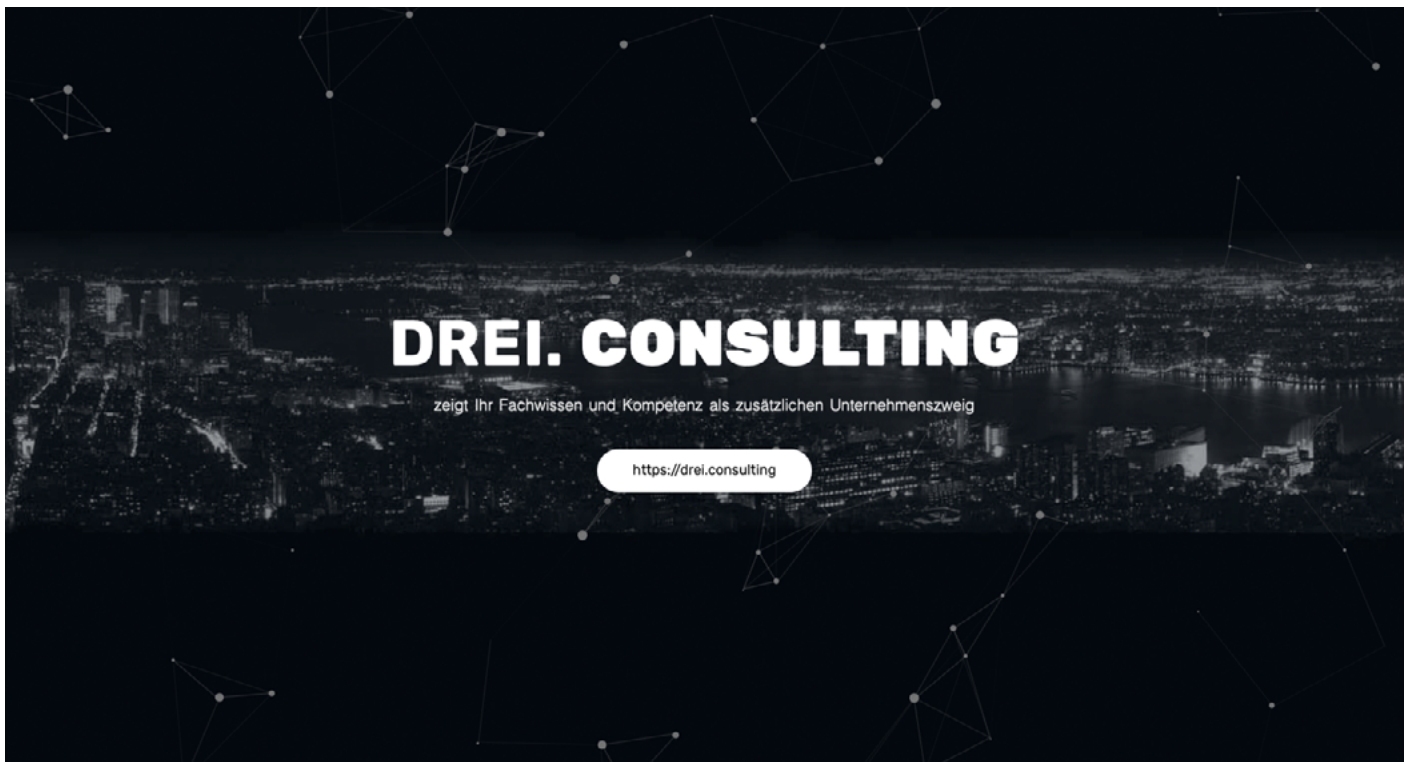 DREI. CONSULTING
zeigt Ihr Fachwissen und Kompetenz als zusätzlichen Unternehmenszweig
https://drei.consulting